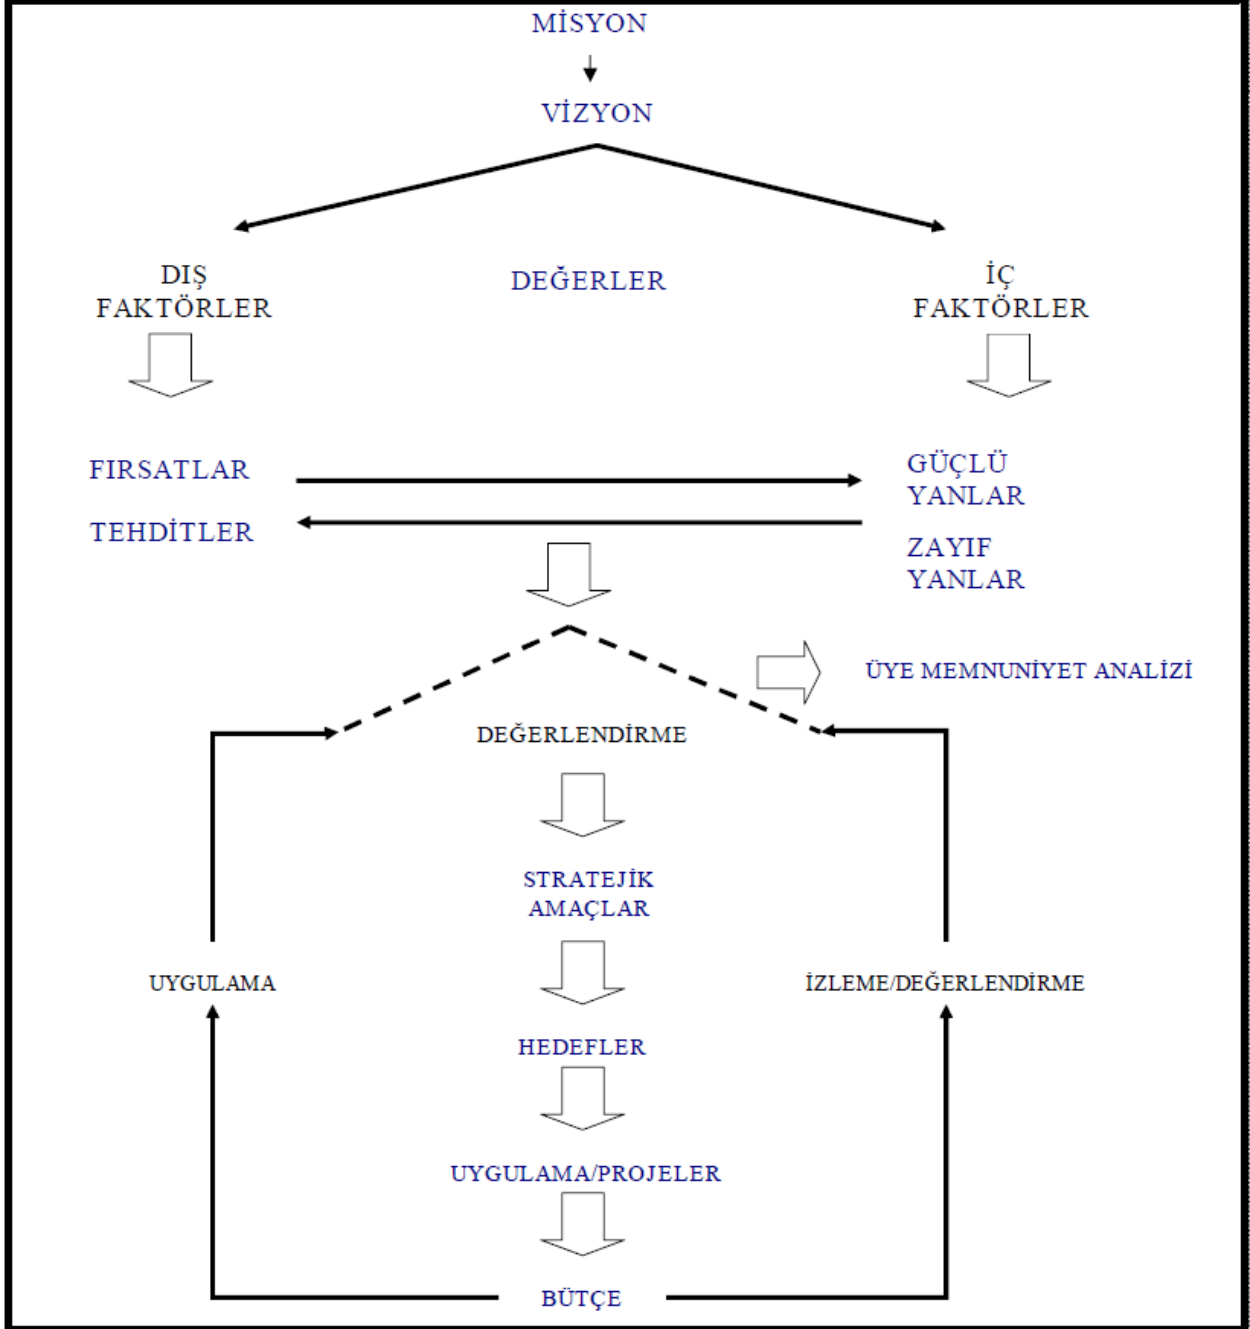 MİSYON
VİZYON
DIŞ
FAKTÖRLER
DEĞERLER
İÇ
FAKTÖRLER
FIRSATLAR
TEHDİTLER
GÜÇLÜ
YANLAR
ZAYIF
YANLAR
ÜYE MEMNUNİYET ANALİZİ
DEĞERLENDİRME
STRATEJİK
AMAÇLAR
UYGULAMA
İZLEME/DEĞERLENDİRME
HEDEFLER
UYGULAMA/PROJELER
BÜTÇE